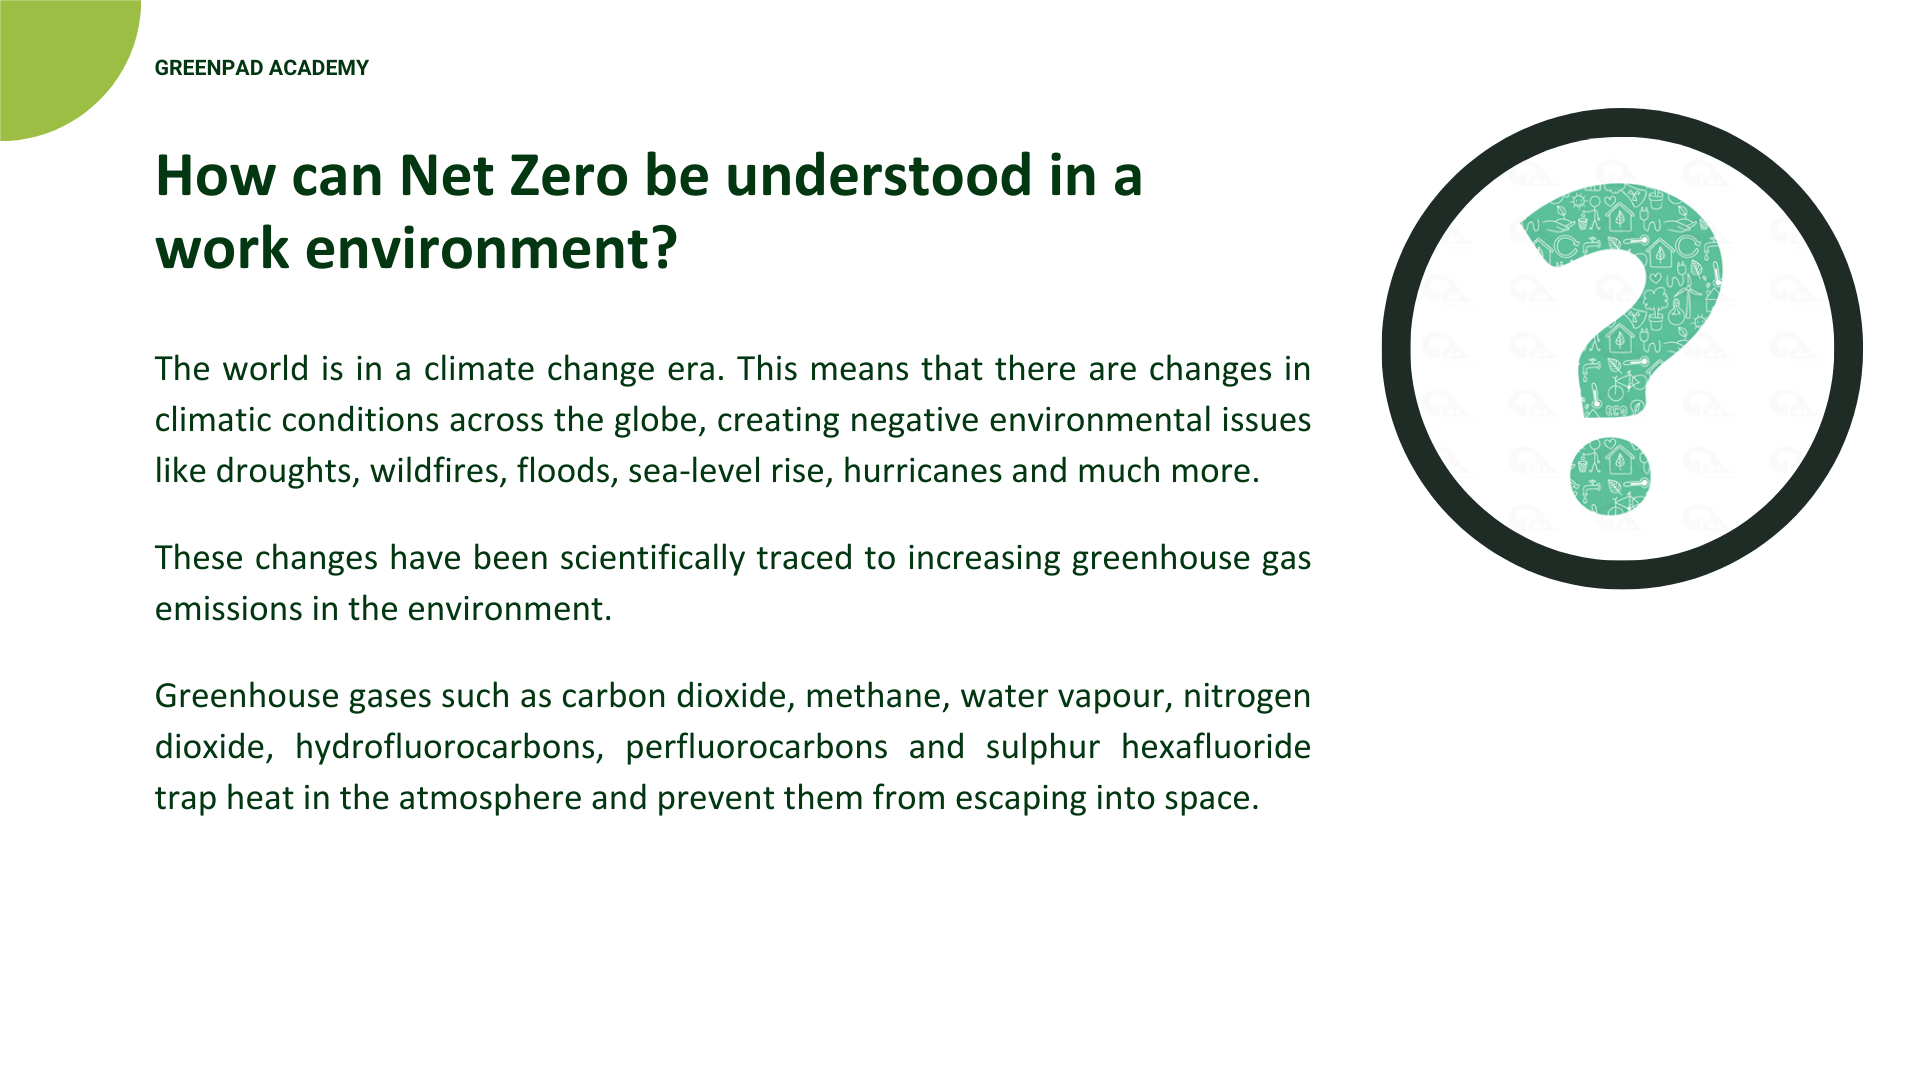 GREENPAD ACADEMY
How can Net Zero be understood in a
work environment?
The world is in a climate change era. This means that there are changes in
climatic conditions across the globe, creating negative environmental issues
like droughts, wildfires, floods, sea-level rise, hurricanes and much more.
These changes have been scientifically traced to increasing greenhouse gas
emissions in the environment.
Greenhouse gases such as carbon dioxide, methane, water vapour, nitrogen
dioxide, hydrofluorocarbons, perfluorocarbons and sulphur hexafluoride
trap heat in the atmosphere and prevent them from escaping into space.
ECO